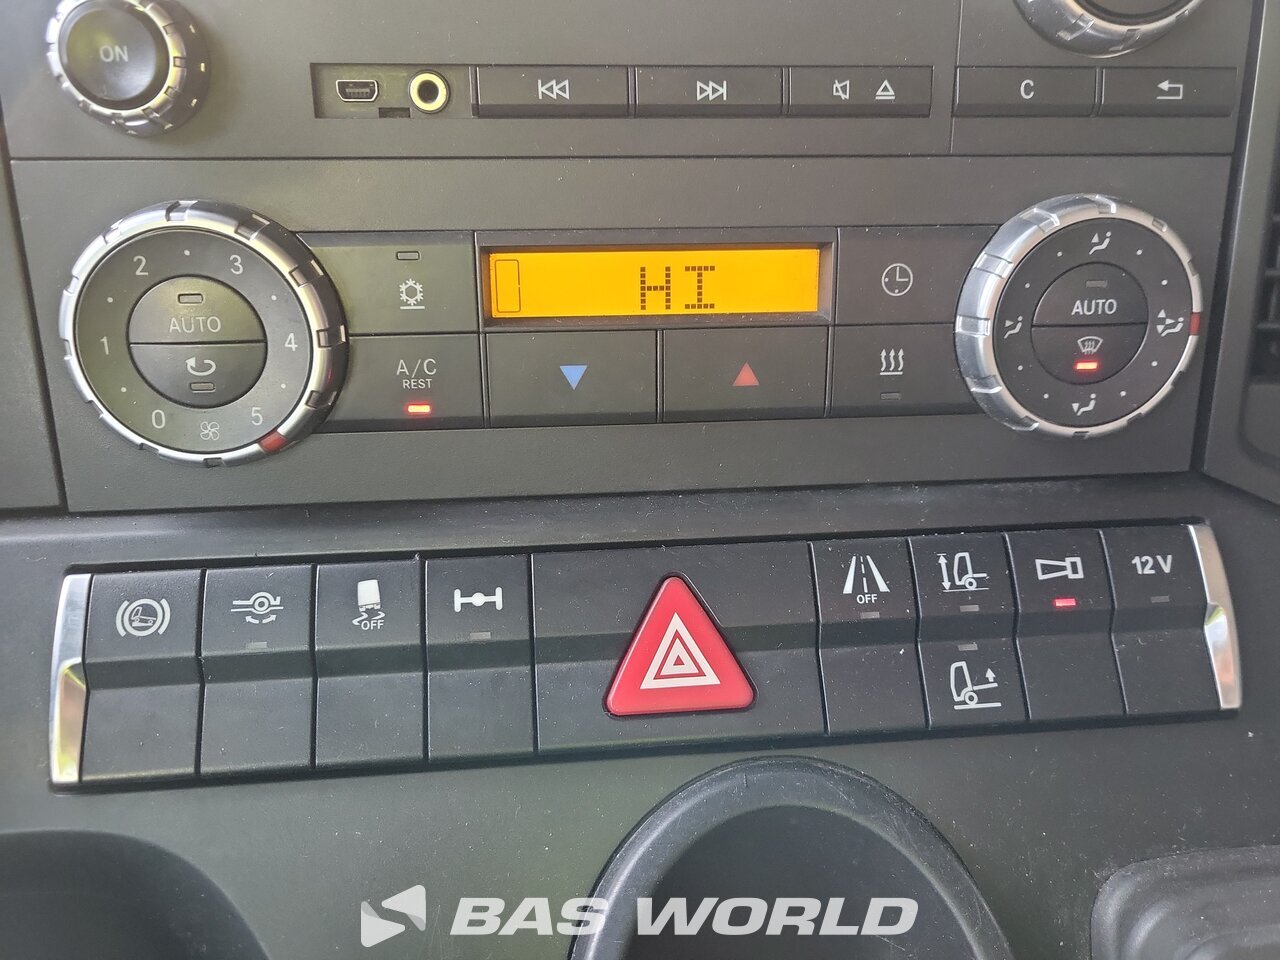 ON
C
2 3
HI
AUTO
AUTO
1 4
A/C
REST
0 5
OFF
OFF
12V
BAS WORLD